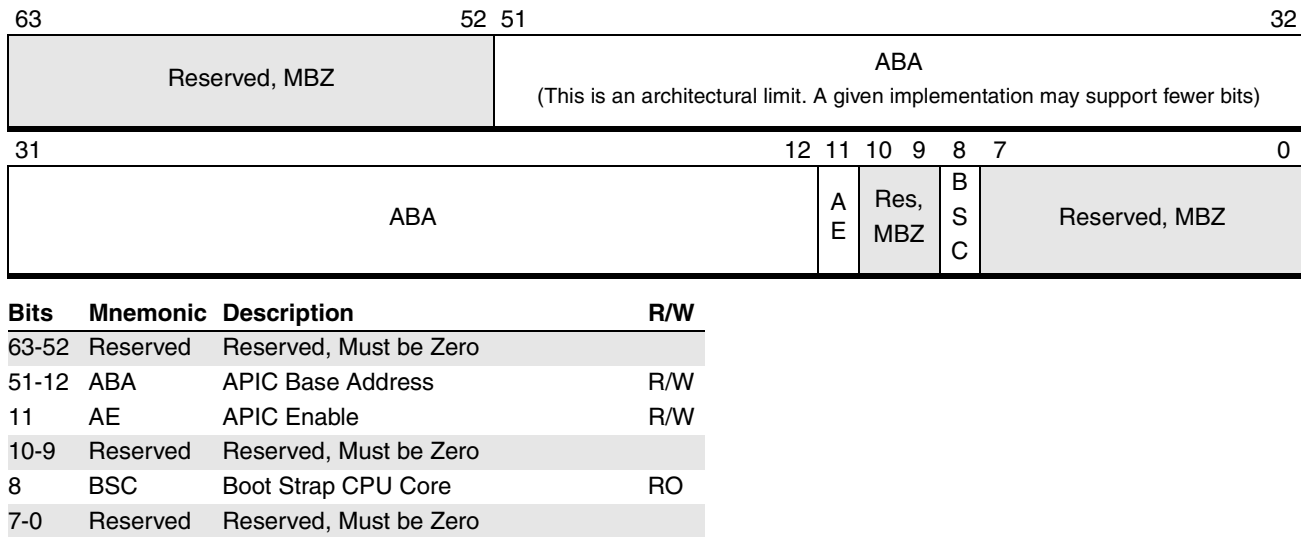 63 52 51 32
Reserved, MBZ
ABA
(This is an architectural limit. A given implementation may support fewer bits)
31 12 11 10 9 8 7 0
ABA
A
E
Res,
MBZ
B
S
C
Reserved, MBZ
Bits Mnemonic Description R/W
63-52 Reserved Reserved, Must be Zero
51-12 ABA APIC Base Address R/W
11 AE APIC Enable R/W
10-9 Reserved Reserved, Must be Zero
8 BSC Boot Strap CPU Core RO
7-0 Reserved Reserved, Must be Zero